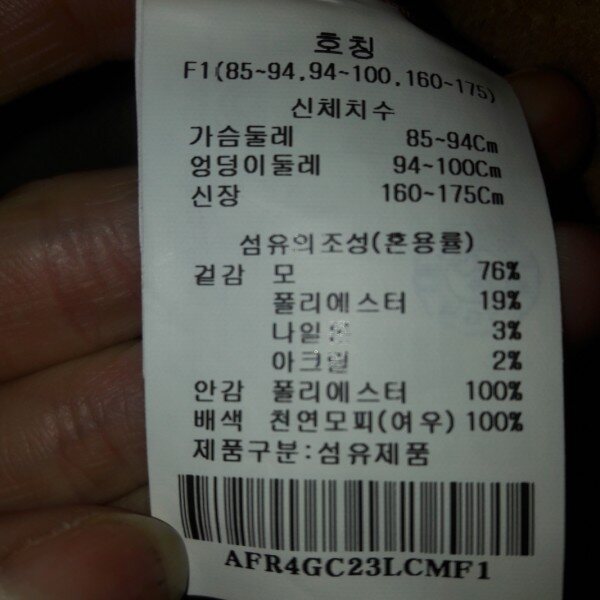 호칭
F1(85~94,94~100,160~175)
신체치수
가슴둘레 85~94Cm
엉덩이둘레 94~100Cm
신장 160~175Cm
섬유의조성(혼용률)
겉감 모 76%
폴리에스터 19%
나일론 3%
아크릴 2%
안감 폴리에스터 100%
배색 천연모피(여우) 100%
제품구분:섬유제품
AFR4GC23LCMF1